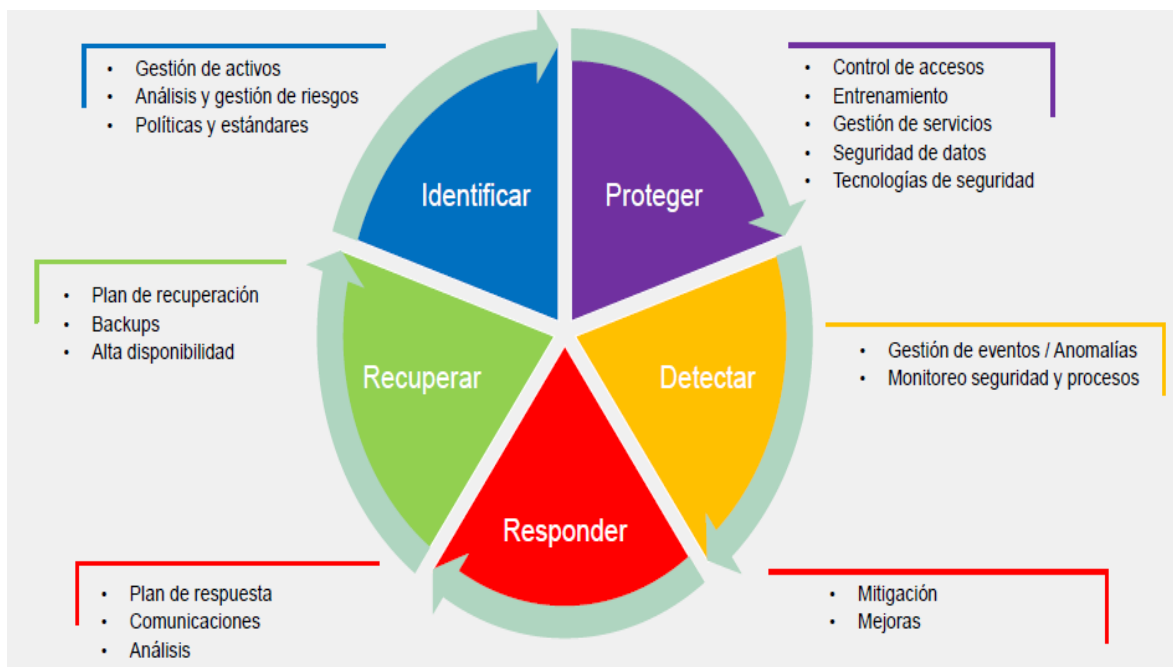 • Gestión de activos
• Análisis y gestión de riesgos
• Políticas y estándares
• Control de accesos
• Entrenamiento
• Gestión de servicios
• Seguridad de datos
• Tecnologías de seguridad
Identificar
Proteger
• Plan de recuperación
• Backups
• Alta disponibilidad
Recuperar
Detectar
• Gestión de eventos / Anomalías
• Monitoreo seguridad y procesos
Responder
• Plan de respuesta
• Comunicaciones
• Análisis
• Mitigación
• Mejoras